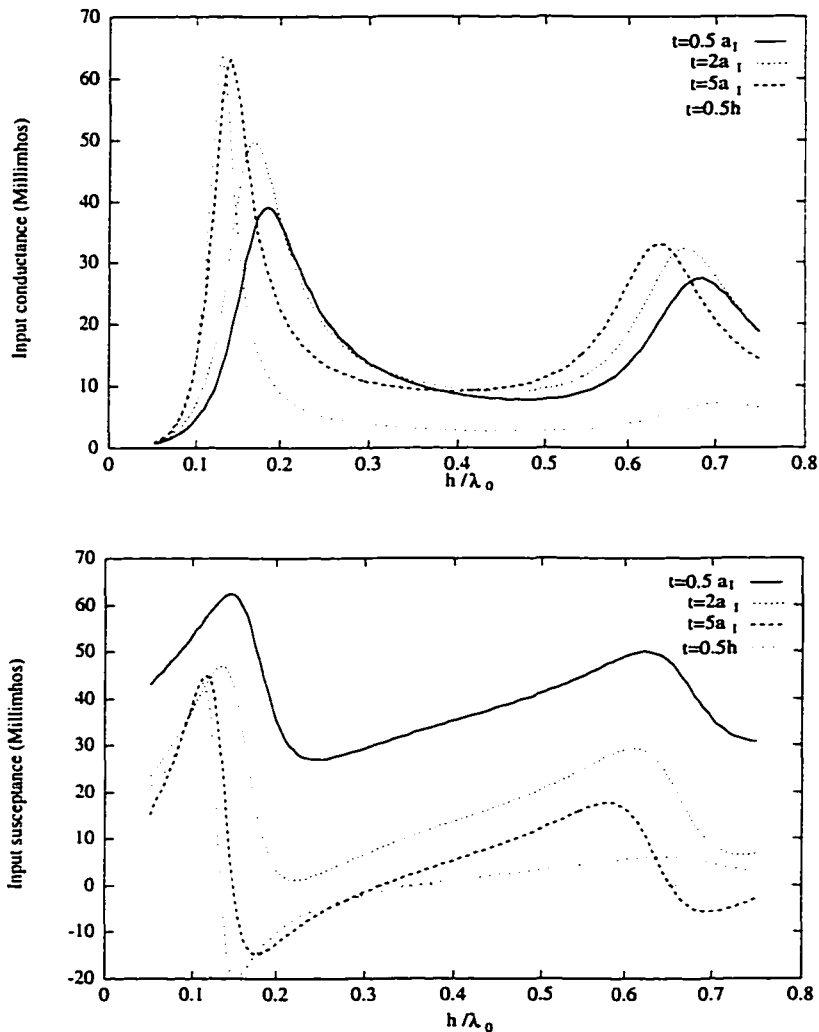 70
60
50
40
30
20
10
0
Input conductance (Millimhos)
t=0.5 a I
t=2a I
t=5a I
t=0.5h
0 0.1 0.2 0.3 0.4 0.5 0.6 0.7 0.8
h/λ0
70
60
50
40
30
20
10
0
-10
-20
Input susceptance (Millimhos)
t=0.5 a I
t=2a I
t=5a I
t=0.5h
0 0.1 0.2 0.3 0.4 0.5 0.6 0.7 0.8
h/λ0